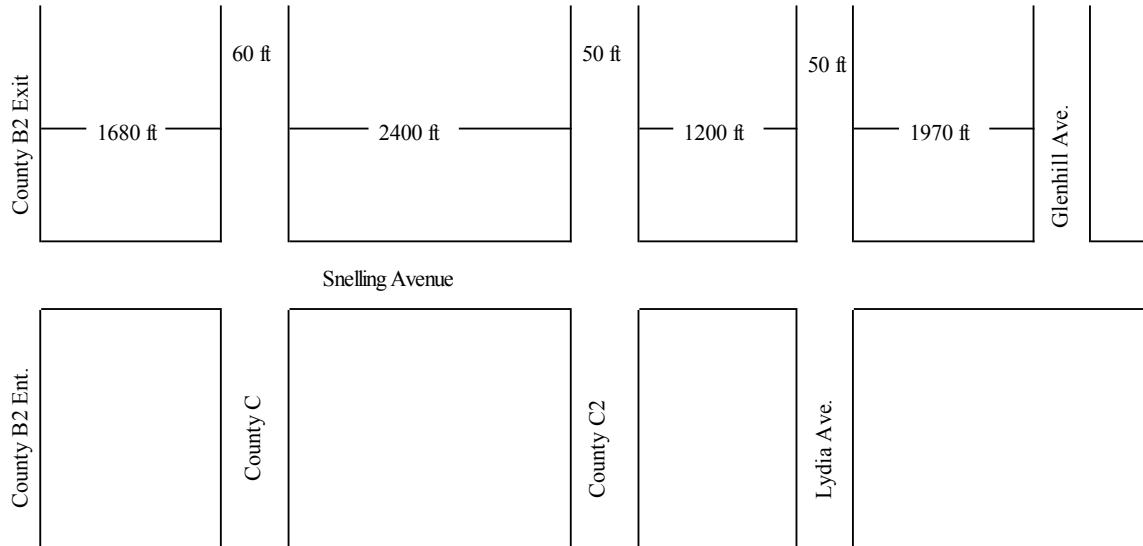 60 ft
50 ft
50 ft
County B2 Exit
1680 ft
2400 ft
1200 ft
1970 ft
Glenhill Ave.
Snelling Avenue
County B2 Ent.
County C
County C2
Lydia Ave.